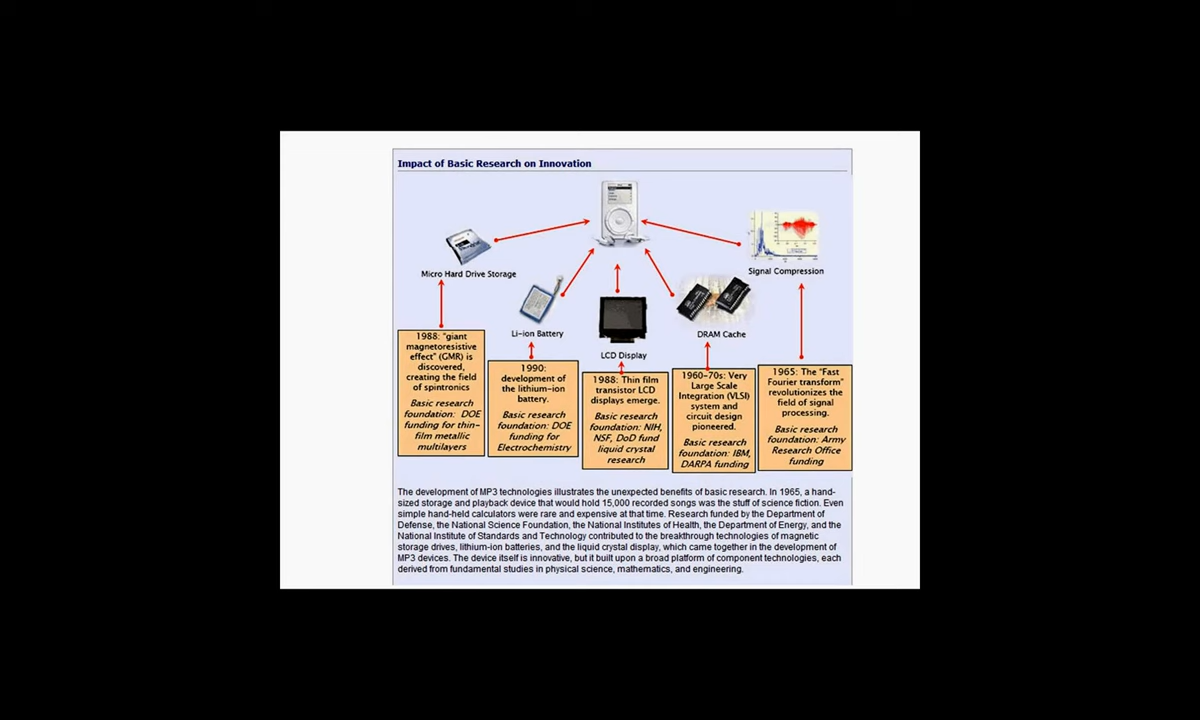 Impact of Basic Research on Innovation
Micro Hard Drive Storage
Signal Compression
Li-ion Battery
LCD Display
DRAM Cache
1988: "giant
magnetoresistive
effect" (GMR) is
discovered,
creating the field
of spintronics
Basic research
foundation: DOE
funding for thin-
film metallic
multilayers
1990:
development of
the lithium-ion
battery.
Basic research
foundation: DOE
funding for
Electrochemistry
1988: Thin film
transistor LCD
displays emerge.
Basic research
foundation: NIH,
NSF, DoD fund
liquid crystal
research
1960-70s: Very
Large Scale
Integration (VLSI)
system and
circuit design
pioneered.
Basic research
foundation: IBM,
DARPA funding
1965: The "Fast
Fourier transform"
revolutionizes the
field of signal
processing.
Basic research
foundation: Army
Research Office
funding
The development of MP3 technologies illustrates the unexpected benefits of basic research. In 1965, a hand-
sized storage and playback device that would hold 15,000 recorded songs was the stuff of science fiction. Even
simple hand-held calculators were rare and expensive at that time. Research funded by the Department of
Defense, the National Science Foundation, the National Institutes of Health, the Department of Energy, and the
National Institute of Standards and Technology contributed to the breakthrough technologies of magnetic
storage drives, lithium-ion batteries, and the liquid crystal display, which came together in the development of
MP3 devices. The device itself is innovative, but it built upon a broad platform of component technologies, each
derived from fundamental studies in physical science, mathematics, and engineering.